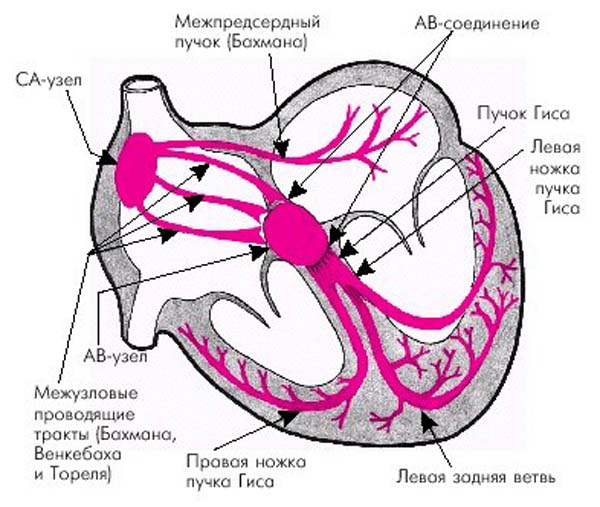 Межпредсердный
пучок (Бахмана)
АВ-соединение
СА-узел
Пучок Гиса
Левая
ножка
пучка
Гиса
АВ-узел
Межузловые
проводящие
тракты (Бахмана,
Венкебаха
и Тореля)
Правая ножка
пучка Гиса
Левая задняя ветвь